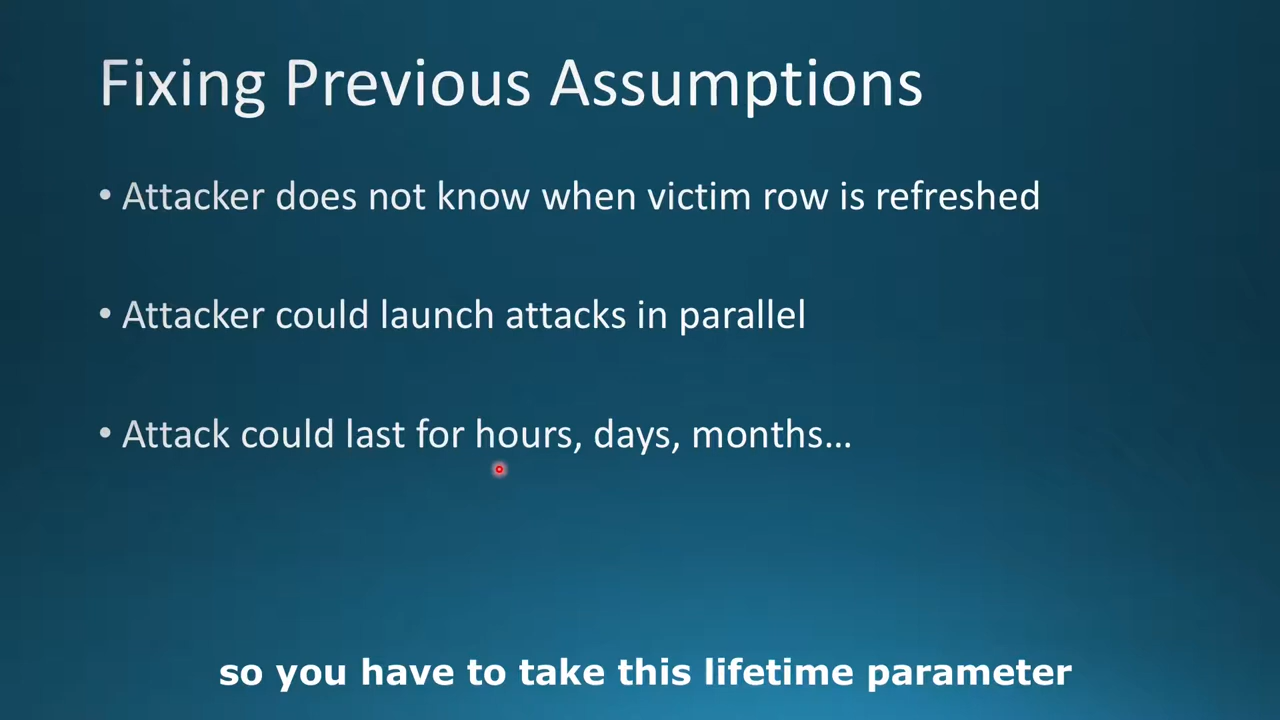 Fixing Previous Assumptions
• Attacker does not know when victim row is refreshed
• Attacker could launch attacks in parallel
• Attack could last for hours, days, months…
so you have to take this lifetime parameter